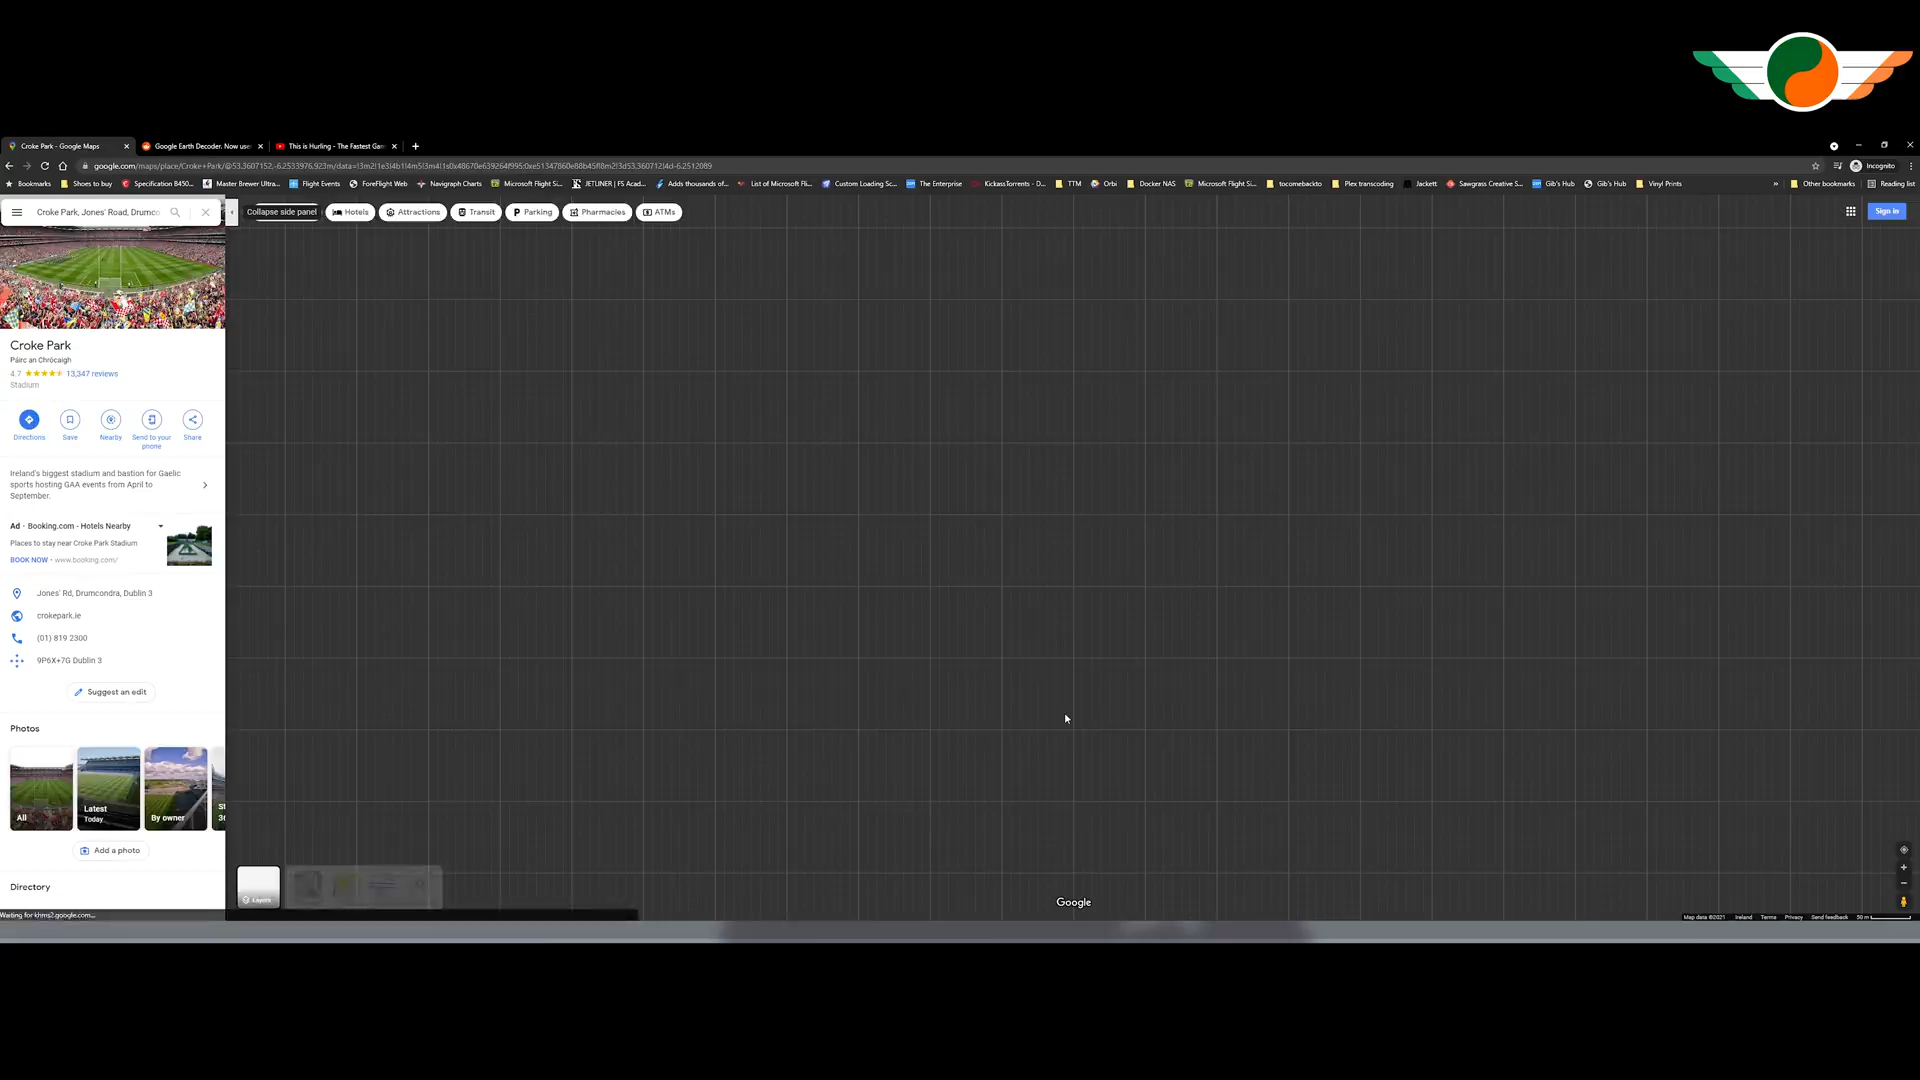 Croke Park - Google Maps
Google Earth Decoder. Now use
This is Hurling - The Fastest Ga
google.com/maps/place/Croke+Park/@53.3607152,-6.2533976,923m/data=!3m2!1e3!4b1!4m5!3m4!1s0x48670e639264f995:0xe51347860e88b45f!8m2!3d53.3607124!4d-6.2512089
Incognito
Bookmarks
Shoes to buy
Specification B450...
Master Brewer Ultra...
Flight Events
ForeFlight Web
Navigraph Charts
Microsoft Flight Si...
JETLINER | FS Acad...
Adds thousands of...
List of Microsoft Fli...
Custom Loading Sc...
The Enterprise
KickassTorrents - D...
TTM
Orbi
Docker NAS
Microsoft Flight Si...
tocomebackto
Plex transcoding
Jackett
Sawgrass Creative S...
Gib's Hub
Gib's Hub
Vinyl Prints
»
Other bookmarks
Reading list
Croke Park, Jones' Road, Drumco
Collapse side panel
Hotels
Attractions
Transit
Parking
Pharmacies
ATMs
Sign in
Croke Park
Páirc an Chrócaigh
4.7 13,347 reviews
Stadium
Directions
Save
Nearby
Send to your
phone
Share
Ireland's biggest stadium and bastion for Gaelic
sports hosting GAA events from April to
September.
Ad · Booking.com - Hotels Nearby
Places to stay near Croke Park Stadium
BOOK NOW · www.booking.com/
Jones' Rd, Drumcondra, Dublin 3
crokepark.ie
(01) 819 2300
9P6X+7G Dublin 3
Suggest an edit
Photos
All
Latest
Today
By owner
St
36
Add a photo
Directory
Waiting for khms2.google.com...
Layers
Google
Map data ©2021
Ireland
Terms
Privacy
Send feedback
50 m